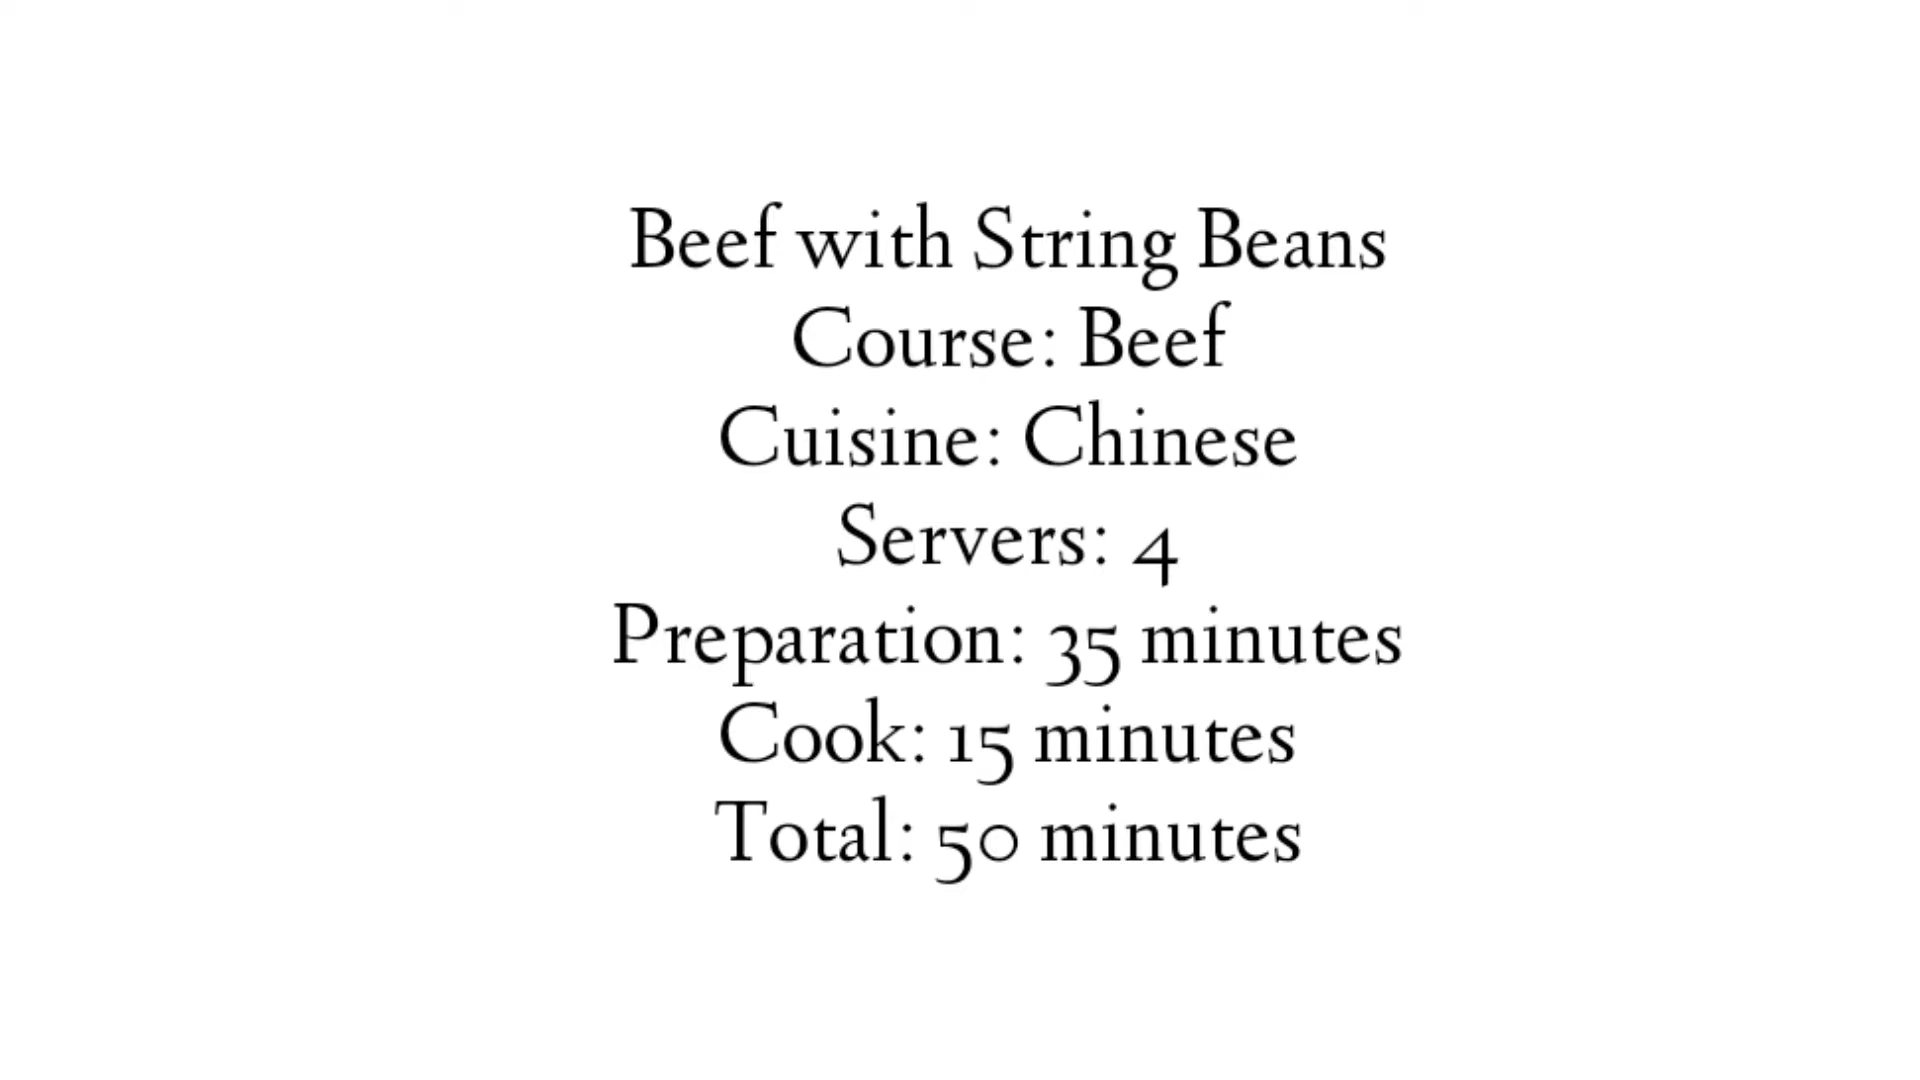 Beef with String Beans
Course: Beef
Cuisine: Chinese
Servers: 4
Preparation: 35 minutes
Cook: 15 minutes
Total: 50 minutes